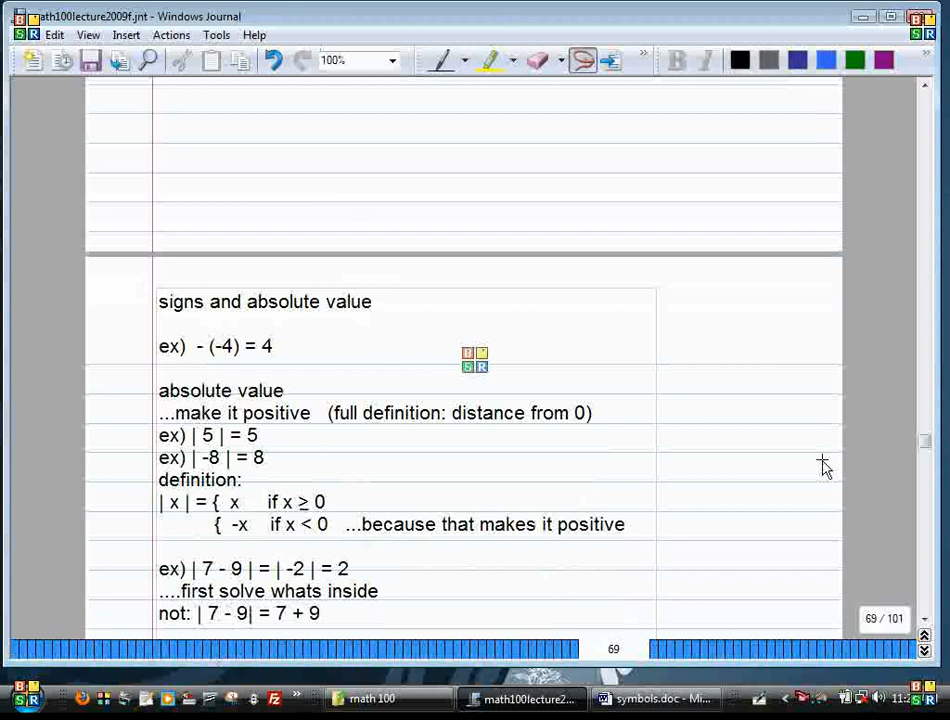 math100lecture2009f.jnt - Windows Journal
Edit View Insert Actions Tools Help
100%
B I
signs and absolute value
ex) - (-4) = 4
absolute value
...make it positive (full definition: distance from 0)
ex) | 5 | = 5
ex) | -8 | = 8
definition:
| x | = { x if x ≥ 0
{ -x if x < 0 ...because that makes it positive
ex) | 7 - 9 | = | -2 | = 2
....first solve whats inside
not: | 7 - 9| = 7 + 9
69 / 101
69
math 100
math100lecture2...
symbols.doc - Mi...